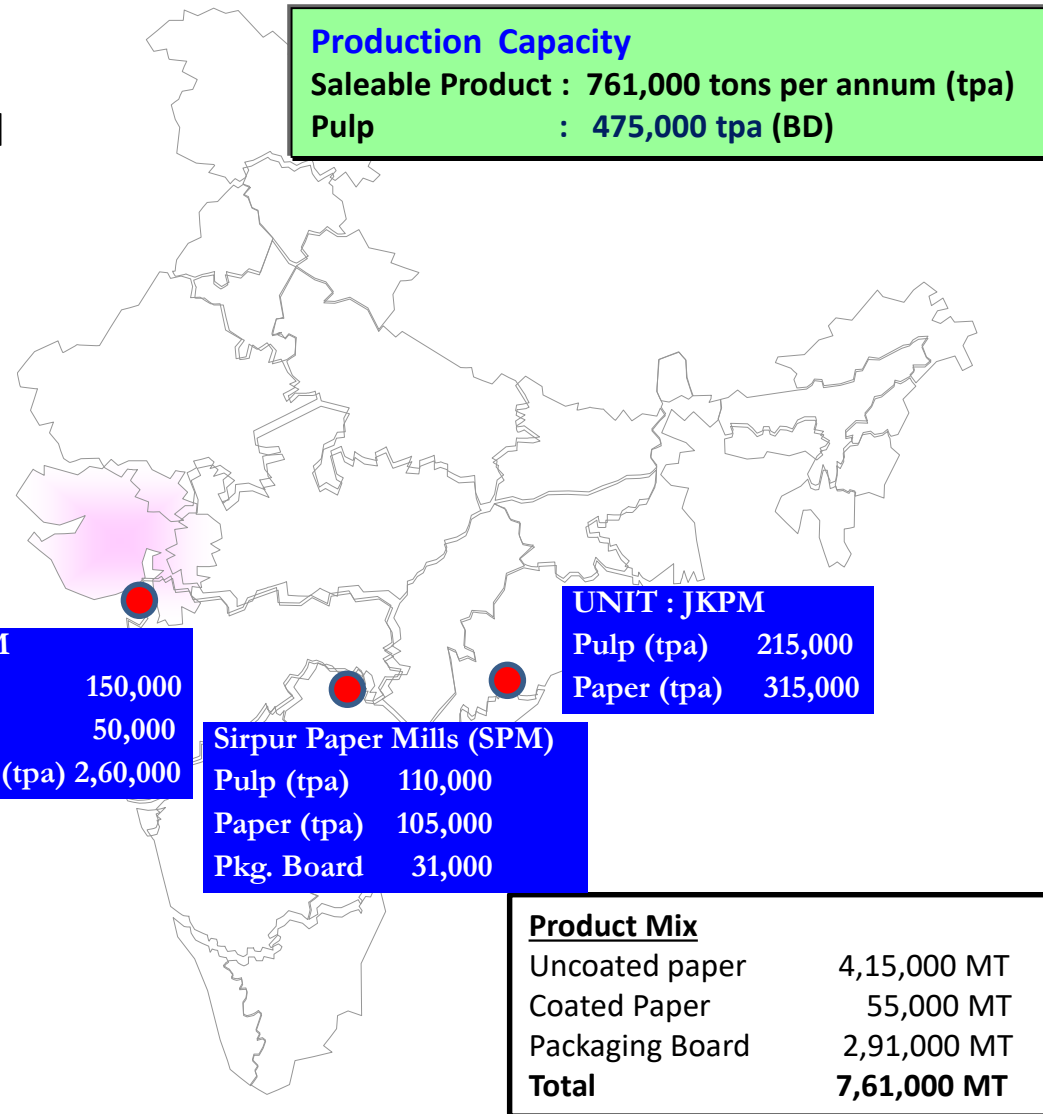 Production Capacity
Saleable Product : 761,000 tons per annum (tpa)
Pulp : 475,000 tpa (BD)
UNIT : JKPM
Pulp (tpa) 215,000
Paper (tpa) 315,000
M
150,000
50,000
(tpa) 2,60,000
Sirpur Paper Mills (SPM)
Pulp (tpa) 110,000
Paper (tpa) 105,000
Pkg. Board 31,000
Product Mix
Uncoated paper 4,15,000 MT
Coated Paper 55,000 MT
Packaging Board 2,91,000 MT
Total 7,61,000 MT